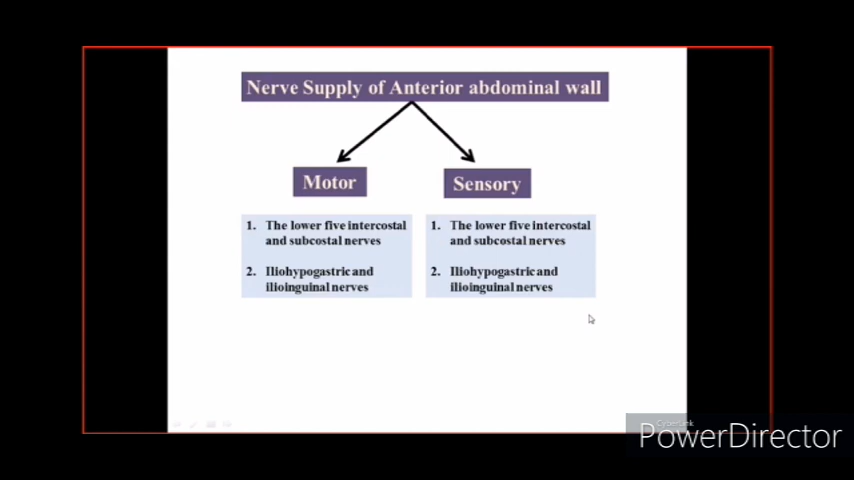 Nerve Supply of Anterior abdominal wall
Motor
Sensory
1. The lower five intercostal
and subcostal nerves
2. Iliohypogastric and
ilioinguinal nerves
1. The lower five intercostal
and subcostal nerves
2. Iliohypogastric and
ilioinguinal nerves
CyberLink
PowerDirector